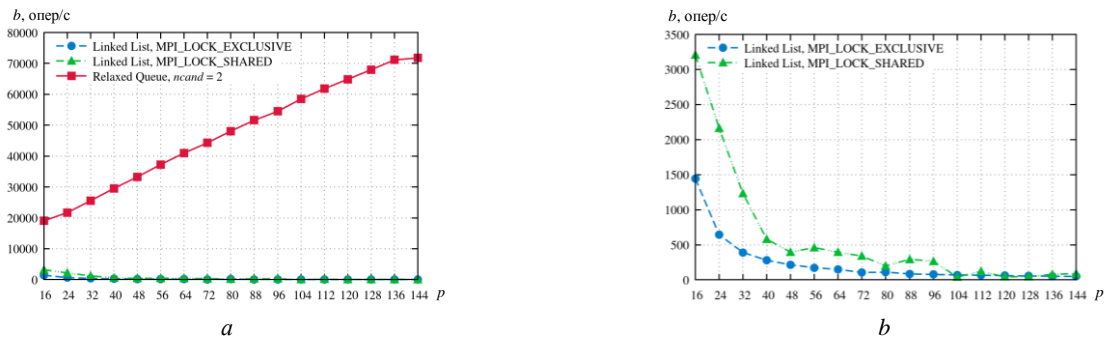 b, опер/с
80000
70000
60000
50000
40000
30000
20000
10000
0
Linked List, MPI_LOCK_EXCLUSIVE
Linked List, MPI_LOCK_SHARED
Relaxed Queue, ncand = 2
16 24 32 40 48 56 64 72 80 88 96 104 112 120 128 136 144 p
a
b, опер/с
3500
3000
2500
2000
1500
1000
500
0
Linked List, MPI_LOCK_EXCLUSIVE
Linked List, MPI_LOCK_SHARED
16 24 32 40 48 56 64 72 80 88 96 104 112 120 128 136 144 p
b